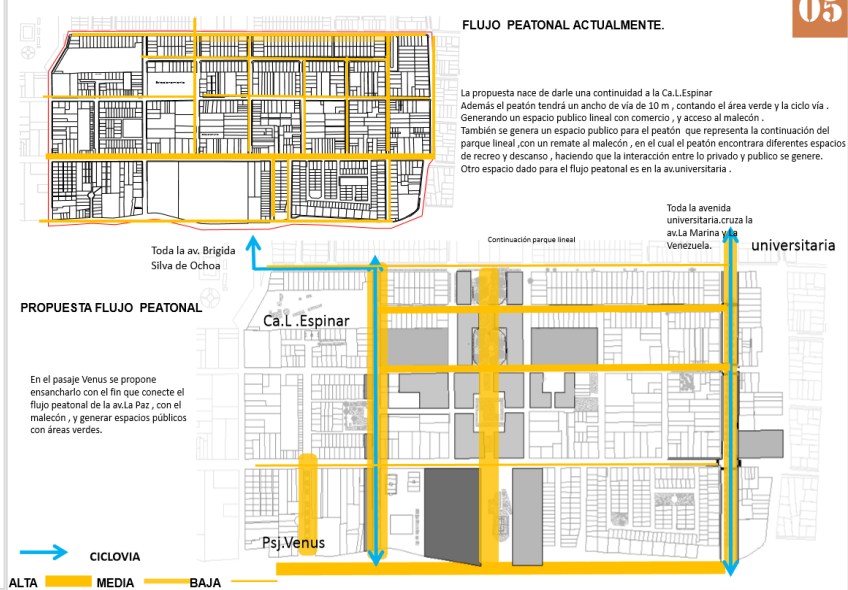 05
FLUJO PEATONAL ACTUALMENTE.
La propuesta nace de darle una continuidad a la Ca.L.Espinar
Además el peatón tendrá un ancho de vía de 10 m , contando el área verde y la ciclo vía .
Generando un espacio publico lineal con comercio , y acceso al malecón .
También se genera un espacio publico para el peatón que representa la continuación del
parque lineal ,con un remate al malecón , en el cual el peatón encontrara diferentes espacios
de recreo y descanso , haciendo que la interacción entre lo privado y publico se genere.
Otro espacio dado para el flujo peatonal es en la av.universitaria .
Toda la avenida
universitaria.cruza la
av.La Marina y La
Venezuela.
universitaria
Continuación parque lineal
Toda la av. Brigida
Silva de Ochoa
PROPUESTA FLUJO PEATONAL
Ca.L .Espinar
En el pasaje Venus se propone
ensancharlo con el fin que conecte el
flujo peatonal de la av.La Paz , con el
malecón , y generar espacios públicos
con áreas verdes.
Psj.Venus
CICLOVIA
ALTA MEDIA BAJA